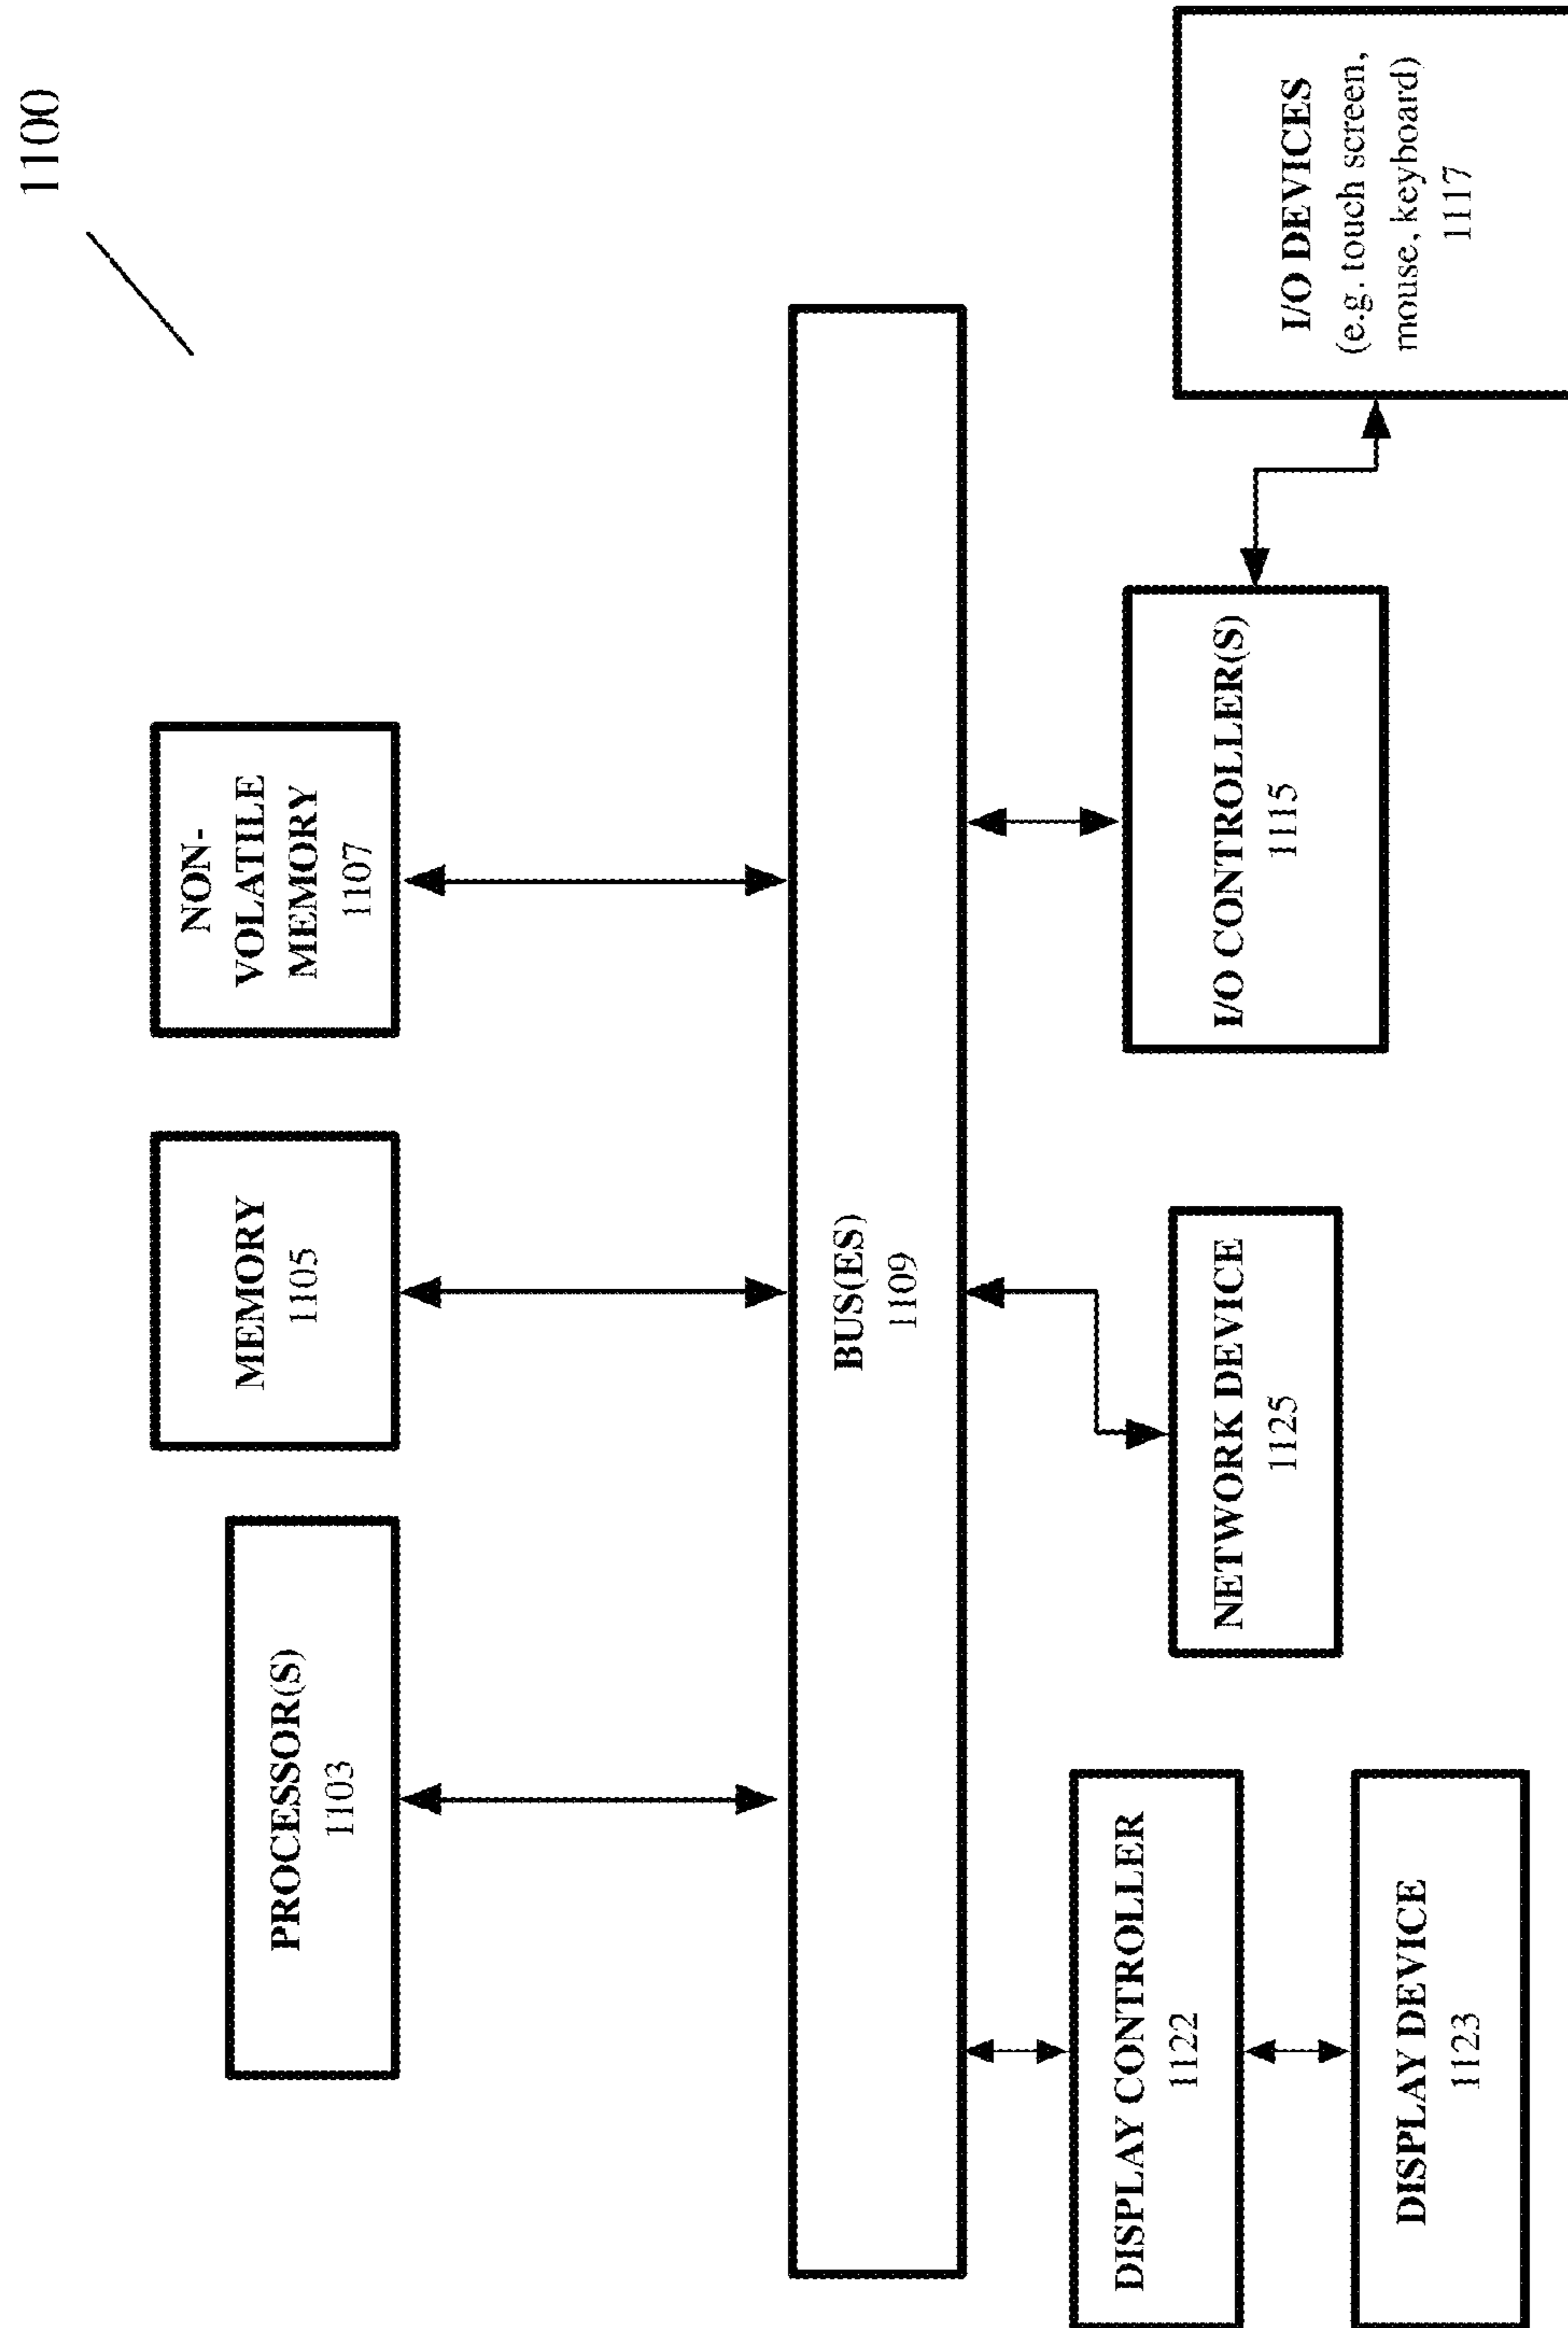 1100
PROCESSOR(S)
1103
MEMORY
1105
NON-
VOLATILE
MEMORY
1107
BUS(ES)
1109
DISPLAY CONTROLLER
1122
DISPLAY DEVICE
1123
NETWORK DEVICE
1125
I/O CONTROLLER(S)
1115
I/O DEVICES
(e.g. touch screen,
mouse, keyboard)
1117